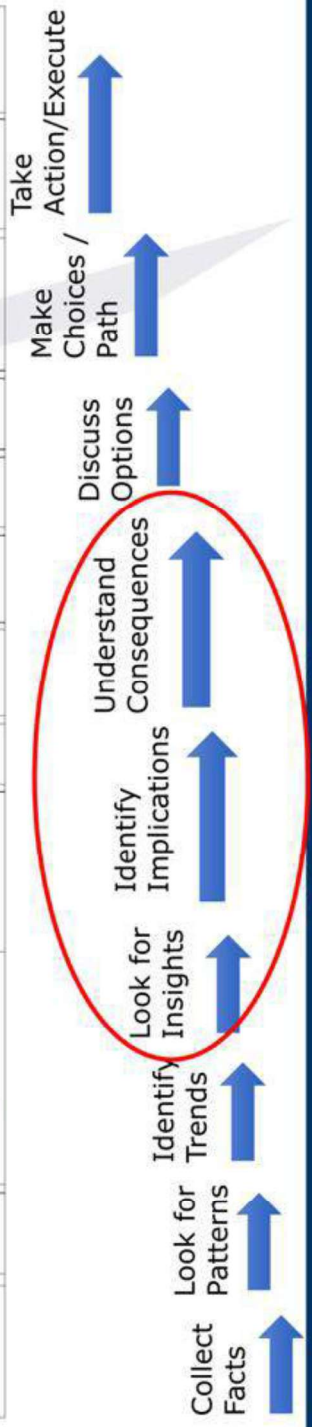 Collect
Facts
Look for
Patterns
Identify
Trends
Look for
Insights
Identify
Implications
Understand
Consequences
Discuss
Options
Make
Choices /
Path
Take
Action/Execute